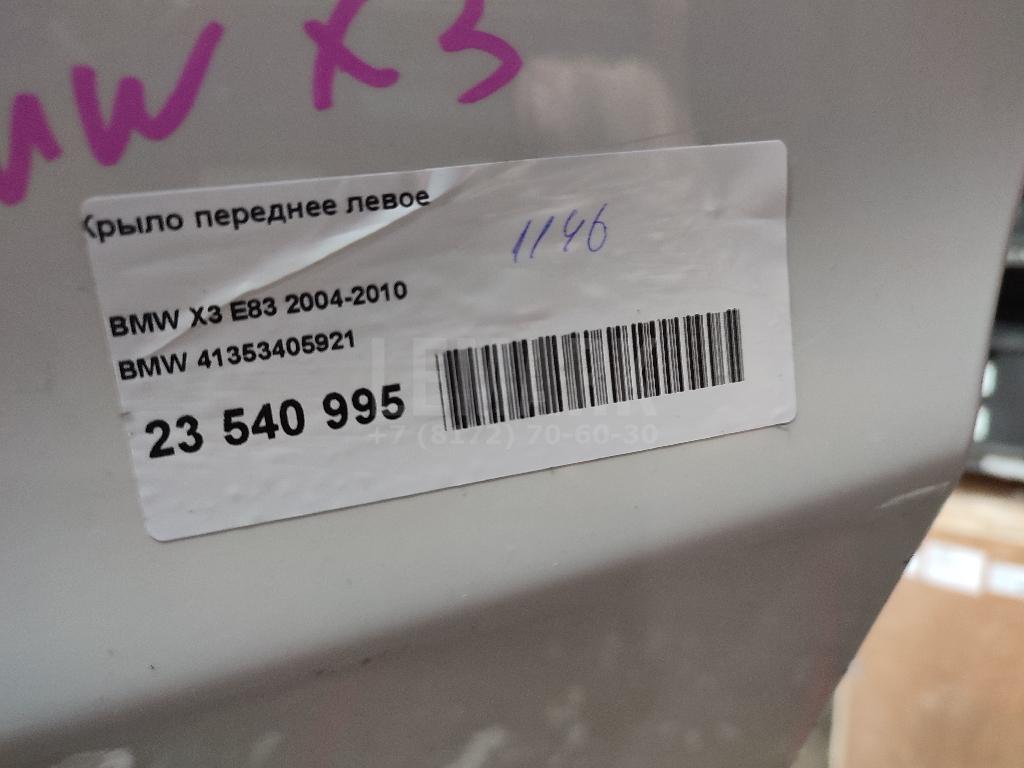 BMW X3
Крыло переднее левое
1146
BMW X3 E83 2004-2010
BMW 41353405921
23 540 995
+7 (8172) 70-60-30